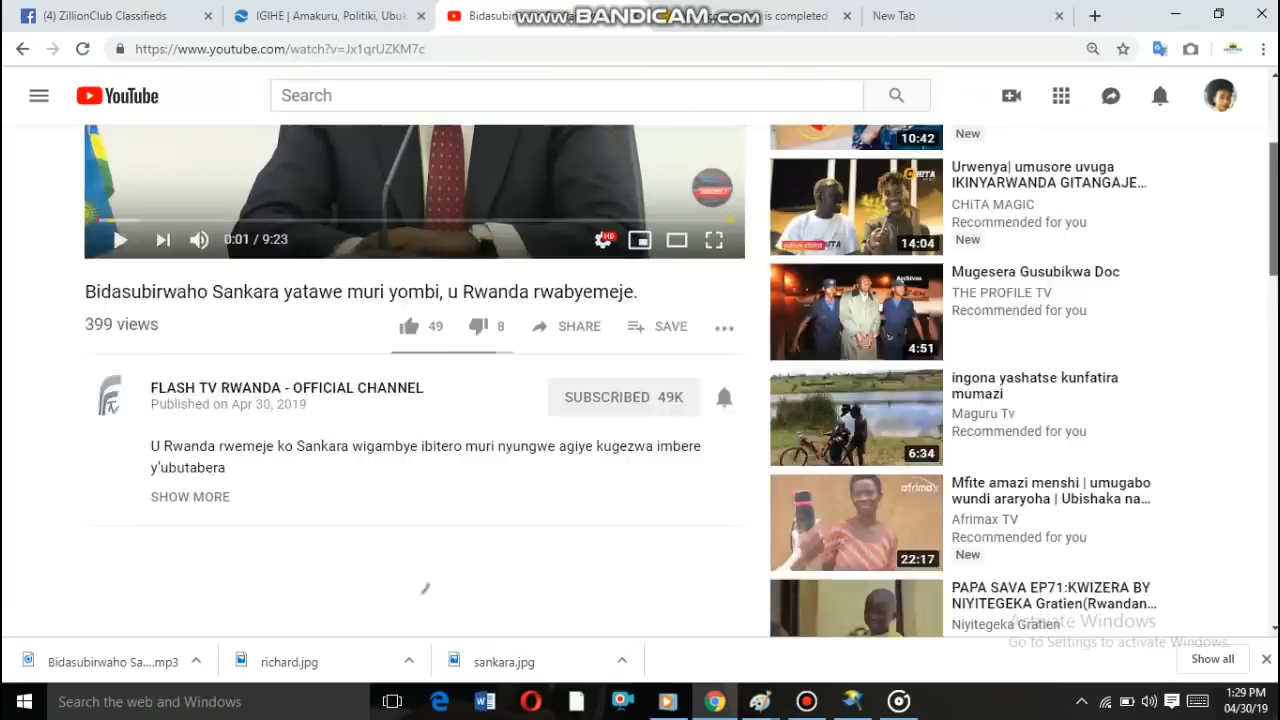 (4) ZillionClub Classifieds
IGIHE | Amakuru, Politiki, Ubuk
Bidasubirwaho
www.BANDICAM.com
is completed
New Tab
https://www.youtube.com/watch?v=Jx1qrUZKM7c
YouTube
Search
10:42
New
Urwenya| umusore uvuga
IKINYARWANDA GITANGAJE...
CHiTA MAGIC
Recommended for you
New
14:04
0:01 / 9:23
HD
Bidasubirwaho Sankara yatawe muri yombi, u Rwanda rwabyemeje.
399 views
49
8
SHARE
SAVE
Mugesera Gusubikwa Doc
THE PROFILE TV
Recommended for you
Archives
4:51
FLASH TV RWANDA - OFFICIAL CHANNEL
Published on Apr 30, 2019
SUBSCRIBED 49K
U Rwanda rwemeje ko Sankara wigambye ibitero muri nyungwe agiye kugezwa imbere
y'ubutabera
SHOW MORE
ingona yashatse kunfatira
mumazi
Maguru Tv
Recommended for you
6:34
Mfite amazi menshi | umugabo
wundi araryoha | Ubishaka na...
Afrimax TV
Recommended for you
New
afrimax
22:17
PAPA SAVA EP71:KWIZERA BY
NIYITEGEKA Gratien(Rwandan...
Niyitegeka Gratien
Activate Windows
Go to Settings to activate Windows.
Bidasubirwaho Sa....mp3
richard.jpg
sankara.jpg
Show all
Search the web and Windows
1:29 PM
04/30/19